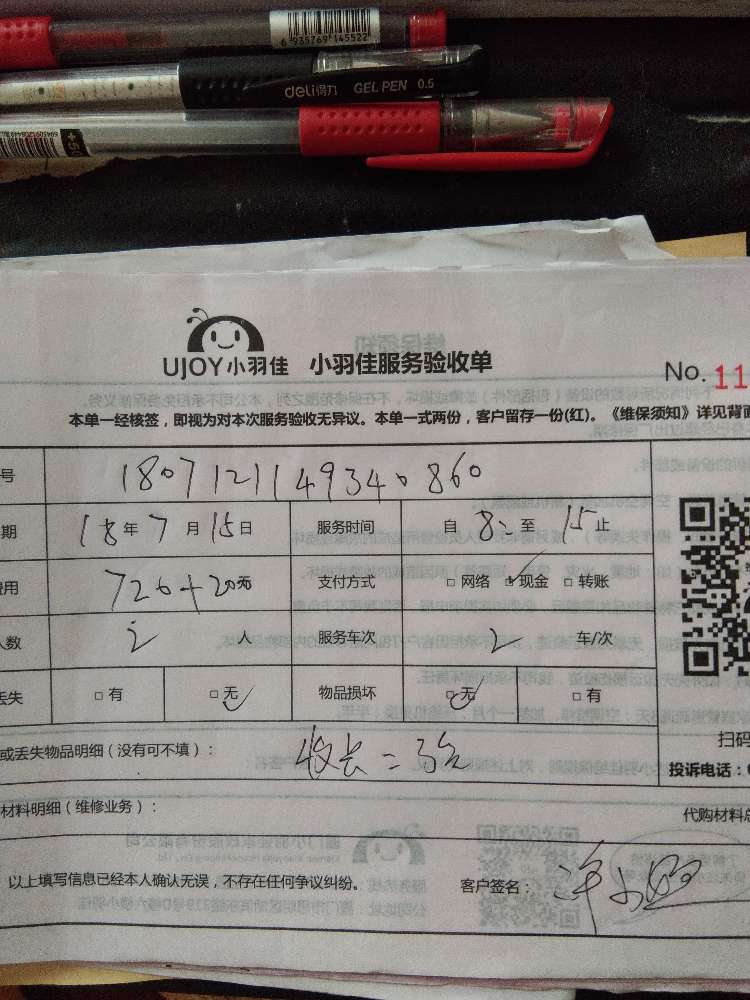 6 935769 145522
deli得力 GEL PEN 0.5
UJOY小羽佳 小羽佳服务验收单
No. 11
本单一经核签，即视为对本次服务验收无异议。本单一式两份，客户留存一份(红)。《维保须知》详见背面
号 1807121149340860
期 18年7月15日 服务时间 自 8: 至 15 止
费用 726+20元 支付方式 □网络 □现金 □转账
人数 2 人 服务车次 2 车/次
丢失 □有 □无 物品损坏 □无 □有
或丢失物品明细（没有可不填）：
扫码
投诉电话：0
材料明细（维修业务）：
代购材料总
以上填写信息已经本人确认无误，不存在任何争议纠纷。 客户签名：